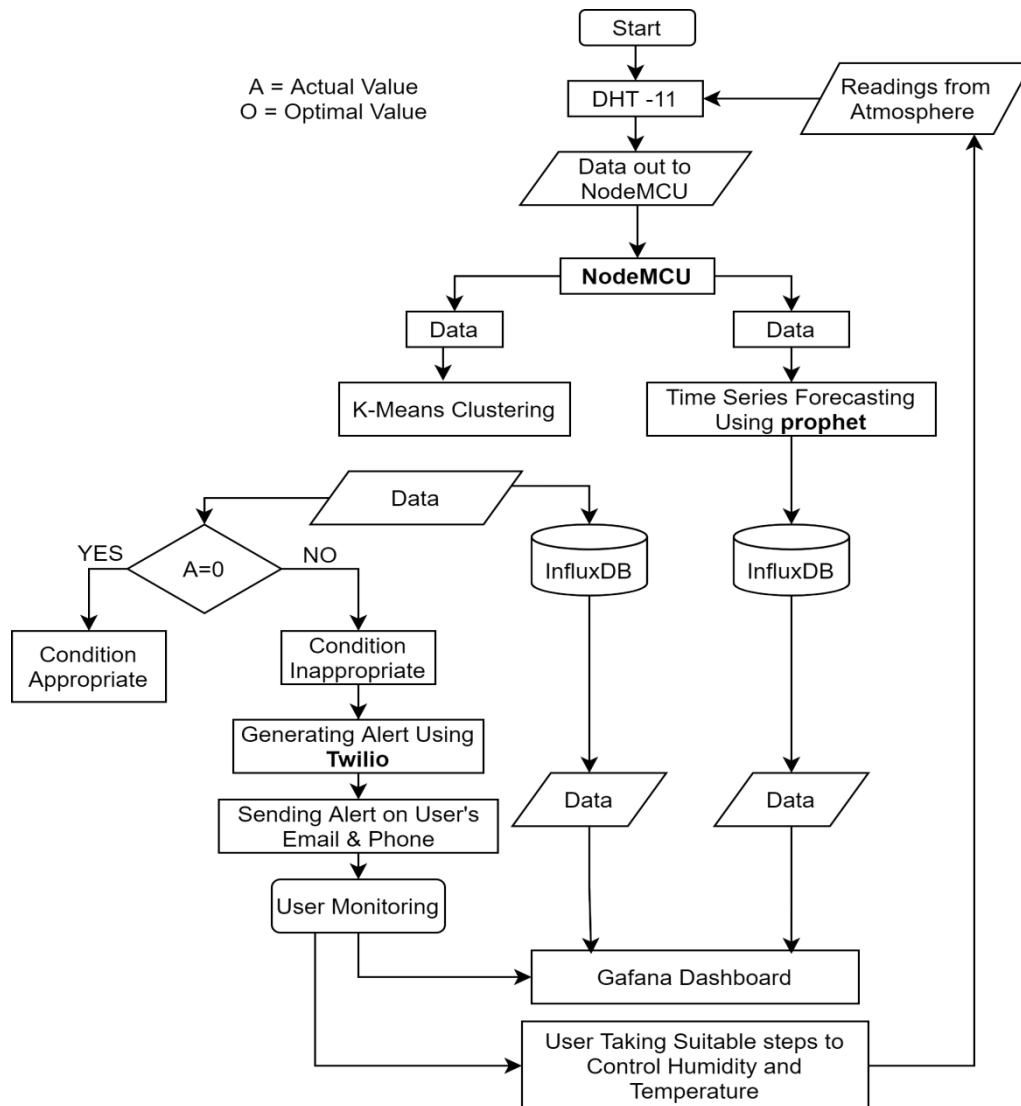 Start
A = Actual Value
O = Optimal Value
DHT -11
Readings from
Atmosphere
Data out to
NodeMCU
NodeMCU
Data
Data
K-Means Clustering
Time Series Forecasting
Using prophet
Data
YES
A=0
NO
InfluxDB
InfluxDB
Condition
Appropriate
Condition
Inappropriate
Generating Alert Using
Twilio
Data
Data
Sending Alert on User's
Email & Phone
User Monitoring
Gafana Dashboard
User Taking Suitable steps to
Control Humidity and
Temperature